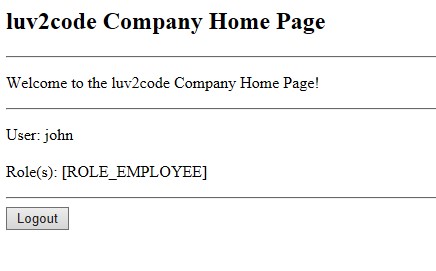 luv2code Company Home Page
Welcome to the luv2code Company Home Page!
User: john
Role(s): [ROLE_EMPLOYEE]
Logout